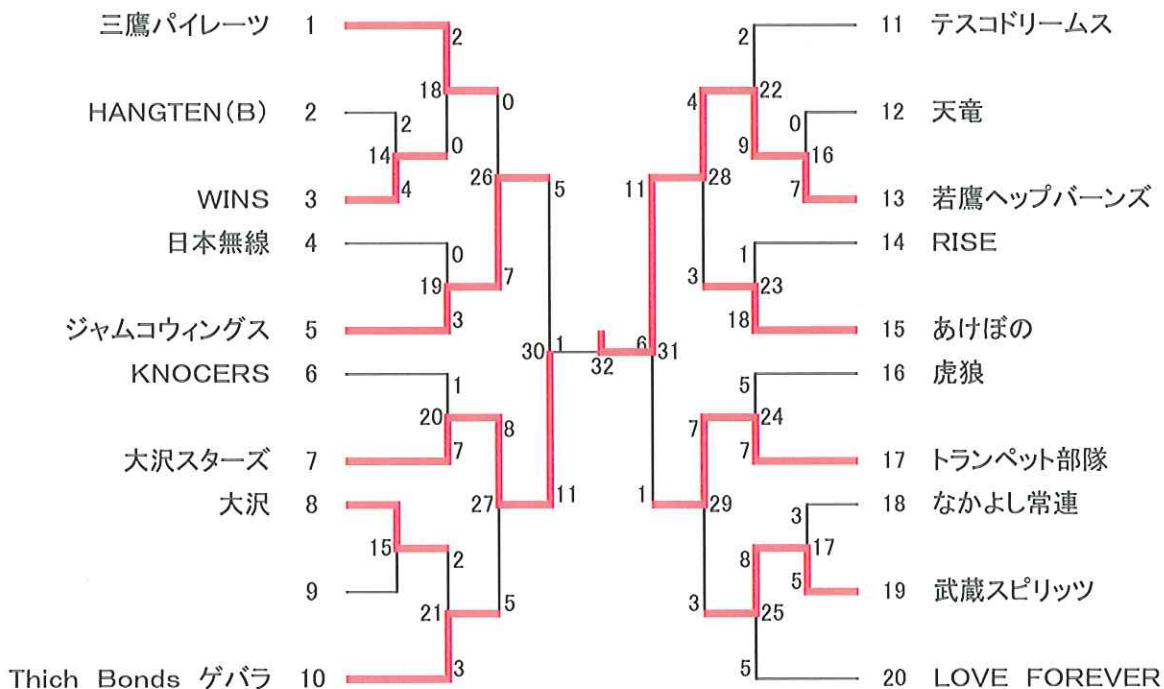 三鷹パイレーツ 1
HANGTEN(B) 2
WINS 3
日本無線 4
ジャムコウィングス 5
KNOCERS 6
大沢スターズ 7
大沢 8
9
Thich Bonds ゲバラ 10
2
18
0
2
14
0
4
26
5
0
19
7
3
30
1
1
20
8
7
27
11
15
2
21
5
3
32
6
31
11 テスコドリームス
12 天竜
13 若鷹ヘップバーンズ
14 RISE
15 あけぼの
16 虎狼
17 トランペット部隊
18 なかよし常連
19 武蔵スピリッツ
20 LOVE FOREVER
2
4
22
0
9
16
7
11
28
1
3
23
18
5
7
24
7
1
29
3
8
17
5
3
25
5